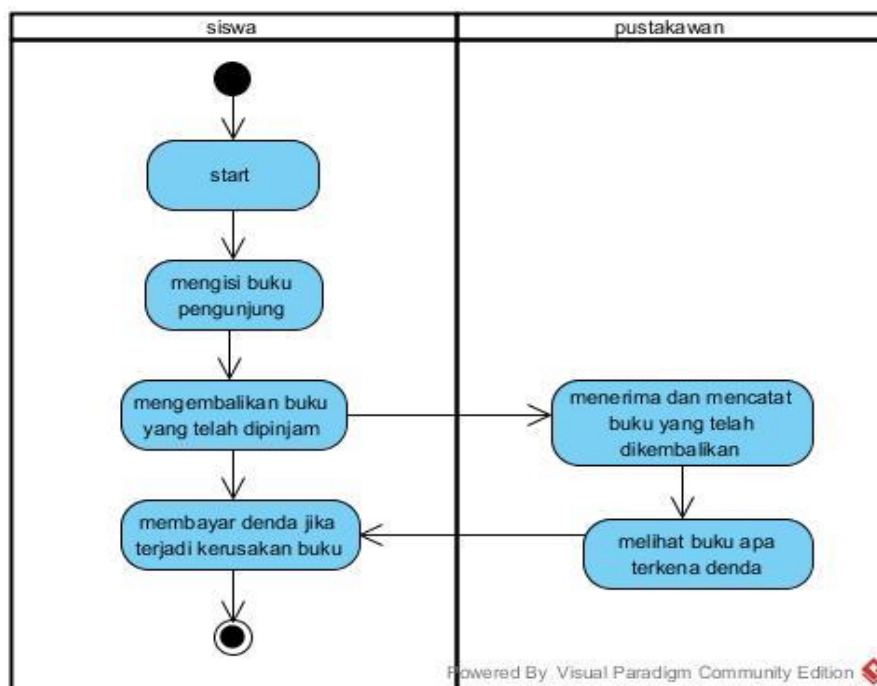 siswa
pustakawan
start
mengisi buku
pengunjung
mengembalikan buku
yang telah dipinjam
menerima dan mencatat
buku yang telah
dikembalikan
membayar denda jika
terjadi kerusakan buku
melihat buku apa
terkena denda
Powered By Visual Paradigm Community Edition